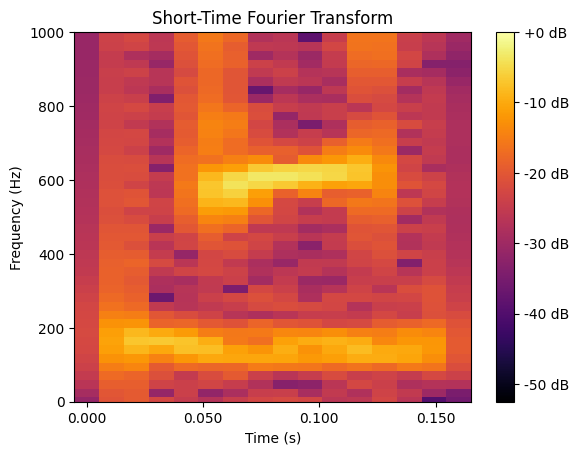 Short-Time Fourier Transform
1000
800
600
400
200
0
Frequency (Hz)
0.000
0.050
0.100
0.150
Time (s)
+0 dB
-10 dB
-20 dB
-30 dB
-40 dB
-50 dB